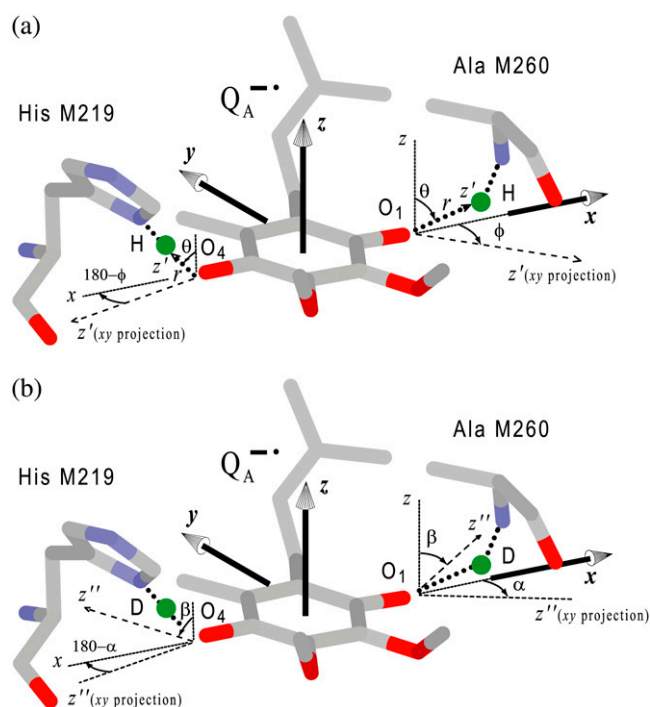 (a)
Ala M260
Q_A^–·
His M219
z
z
y
θ
z'
H
r
O₁
x
ϕ
H
θ
O₄
z'
r
180-ϕ
x
z' (xy projection)
z' (xy projection)
(b)
Ala M260
Q_A^–·
His M219
z
z
z''
y
β
D
O₁
x
α
z'' (xy projection)
z''
D
β
O₄
180-α
x
z'' (xy projection)